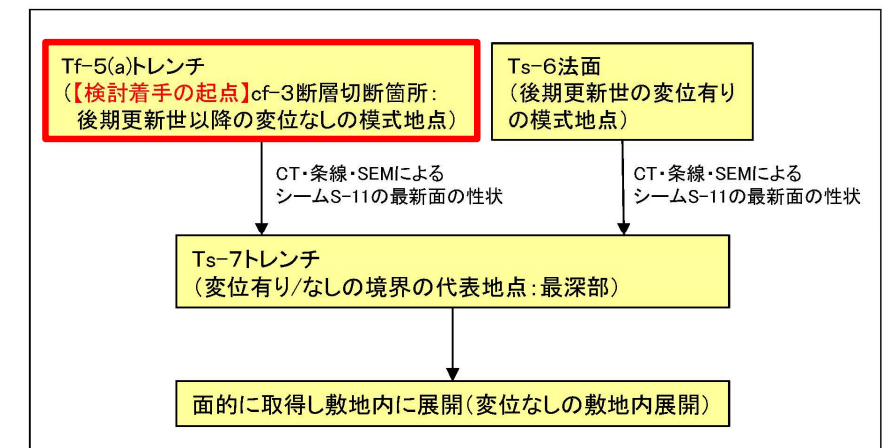 Tf-5(a)トレンチ
(【検討着手の起点】cf-3断層切断箇所：
後期更新世以降の変位なしの模式地点)
Ts-6法面
(後期更新世の変位有り
の模式地点)
CT・条線・SEMによる
シームS-11の最新面の性状
CT・条線・SEMによる
シームS-11の最新面の性状
Ts-7トレンチ
(変位有り/なしの境界の代表地点：最深部)
面的に取得し敷地内に展開(変位なしの敷地内展開)